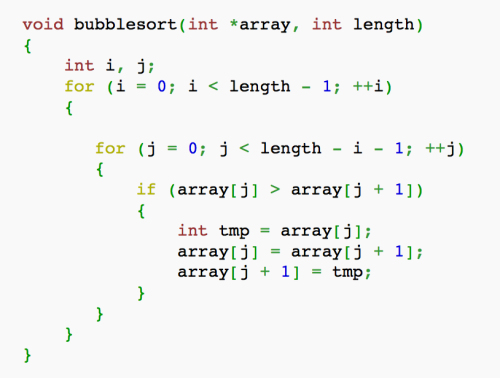 void bubblesort(int *array, int length)
{
    int i, j;
    for (i = 0; i < length - 1; ++i)
    {
       for (j = 0; j < length - i - 1; ++j)
       {
           if (array[j] > array[j + 1])
           {
               int tmp = array[j];
               array[j] = array[j + 1];
               array[j + 1] = tmp;
           }
       }
    }
}